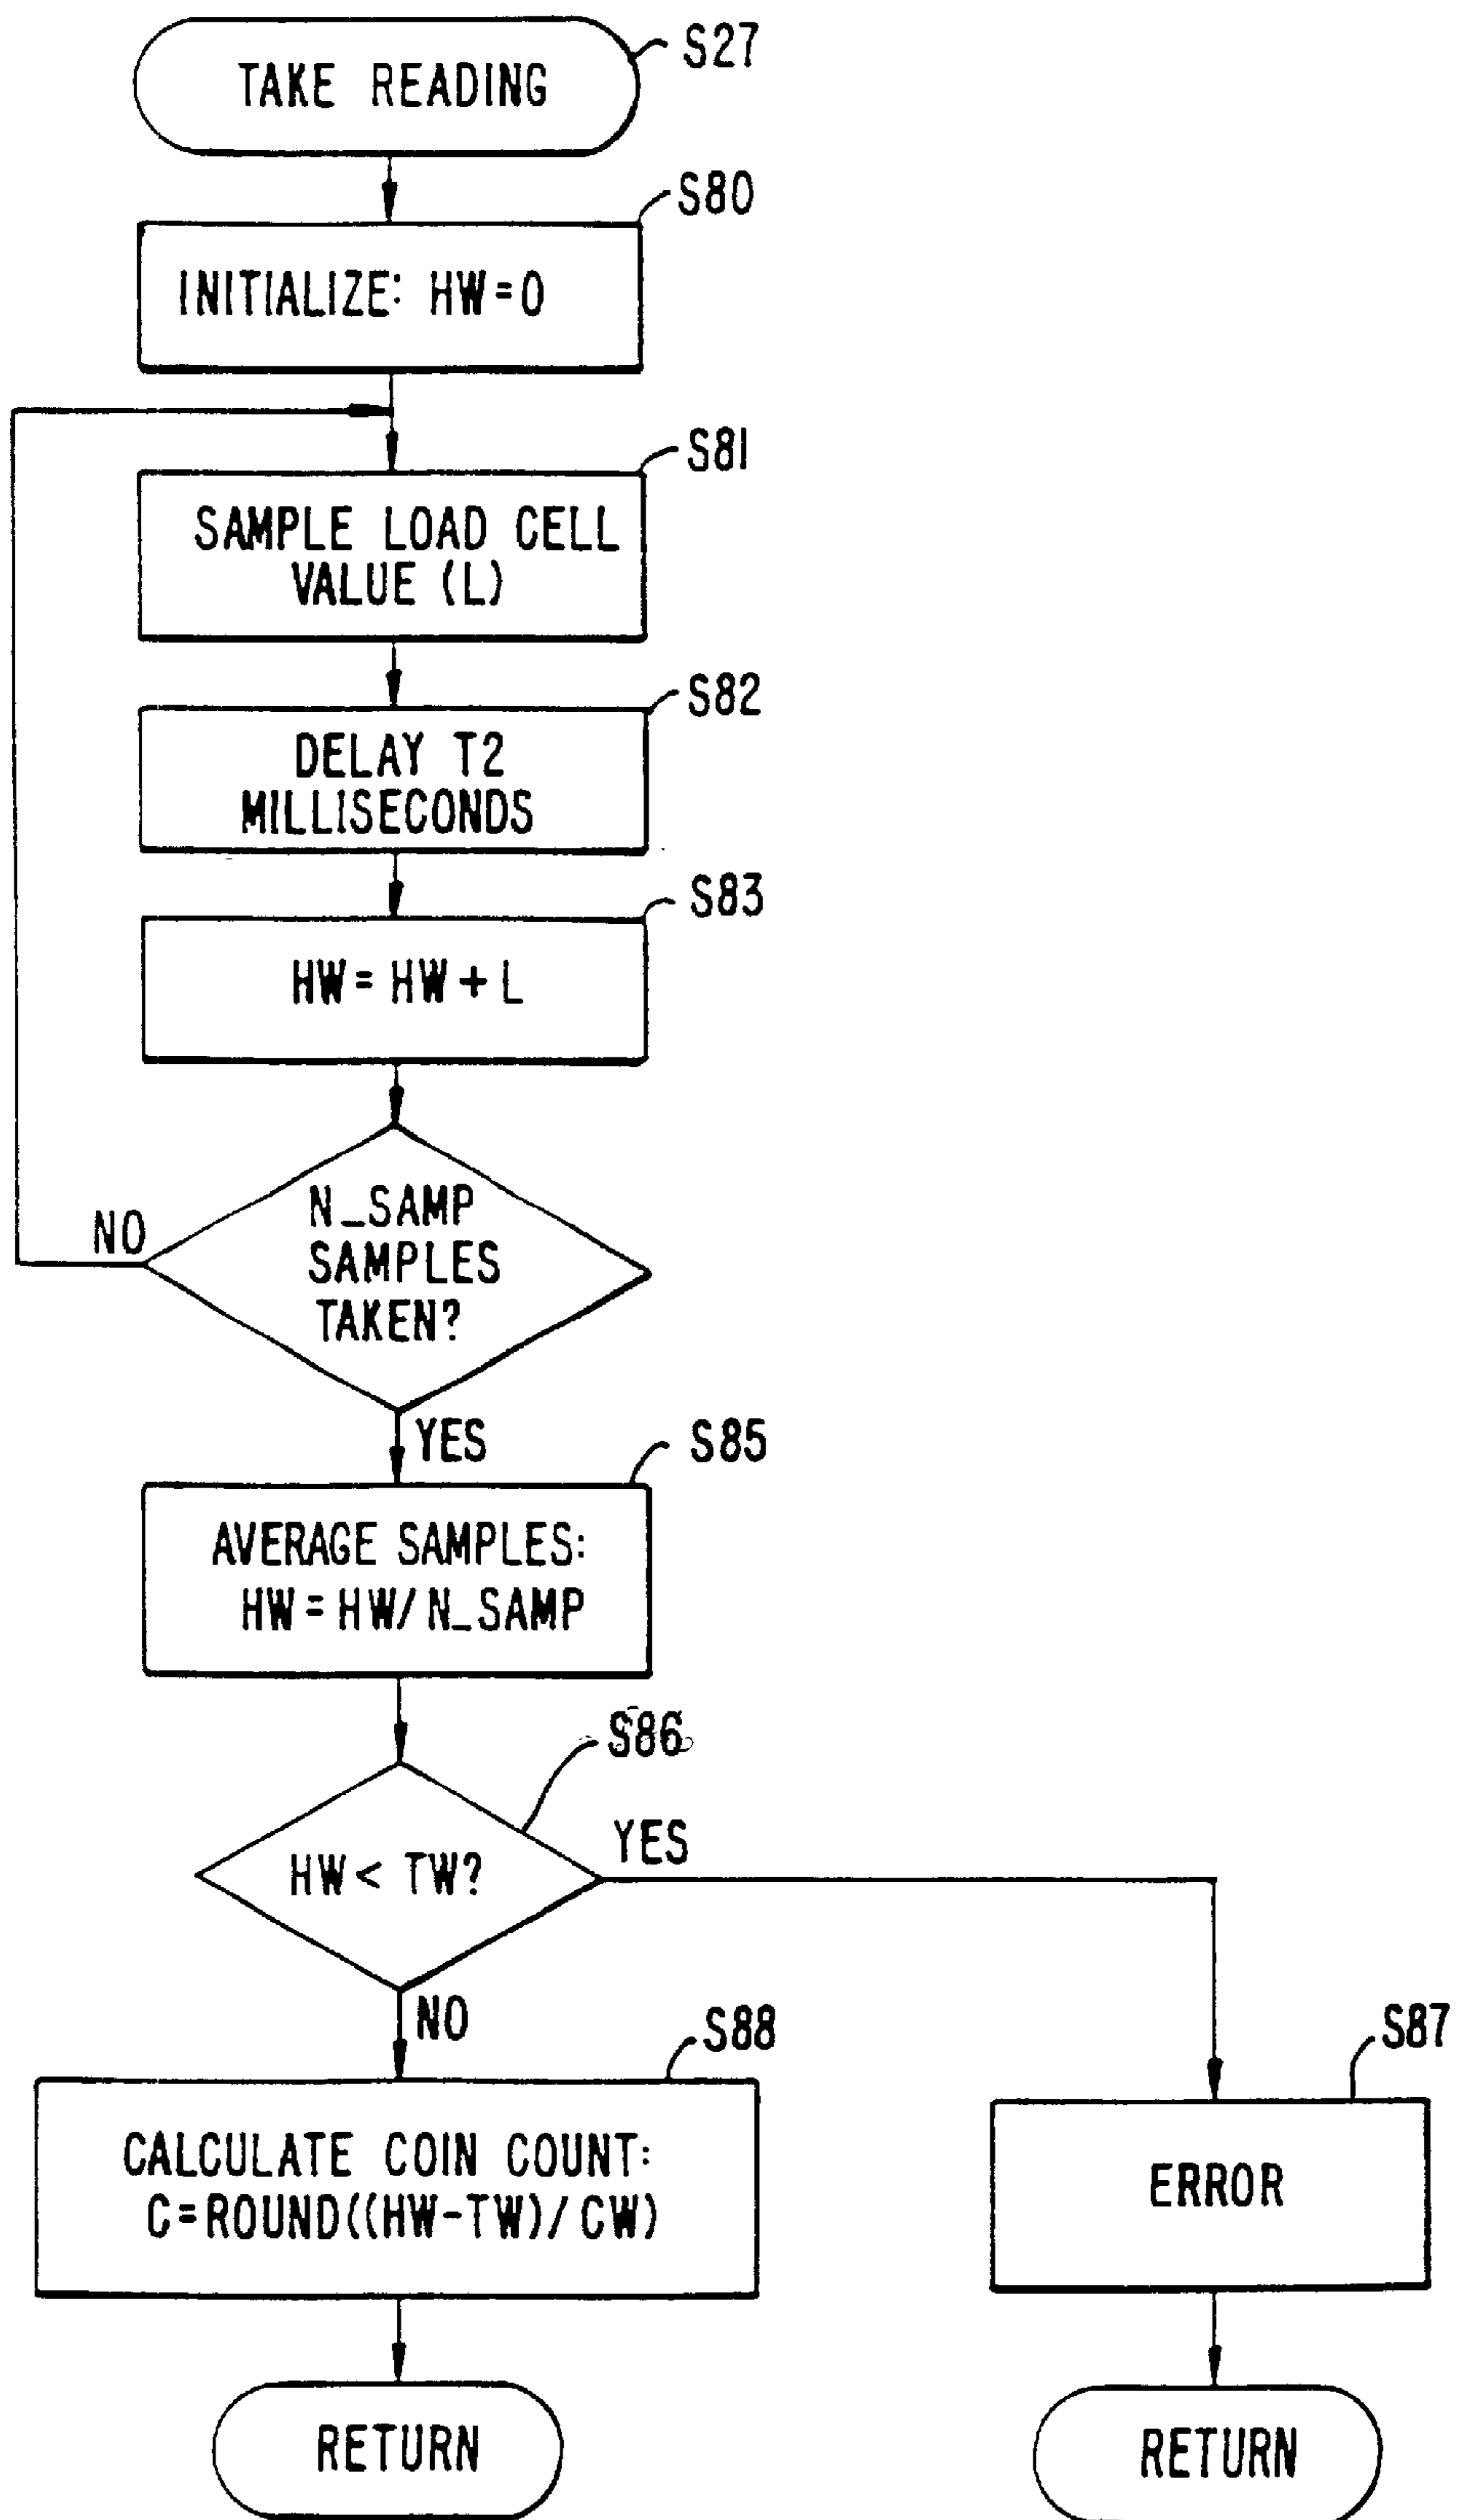 S27
TAKE READING
S80
INITIALIZE: HW=0
S81
SAMPLE LOAD CELL
VALUE (L)
S82
DELAY T2
MILLISECONDS
S83
HW=HW+L
N_SAMP
SAMPLES
TAKEN?
NO
YES
S85
AVERAGE SAMPLES:
HW=HW/N_SAMP
S86
HW< TW?
YES
NO
S88
CALCULATE COIN COUNT:
C=ROUND((HW-TW)/CW)
S87
ERROR
RETURN
RETURN